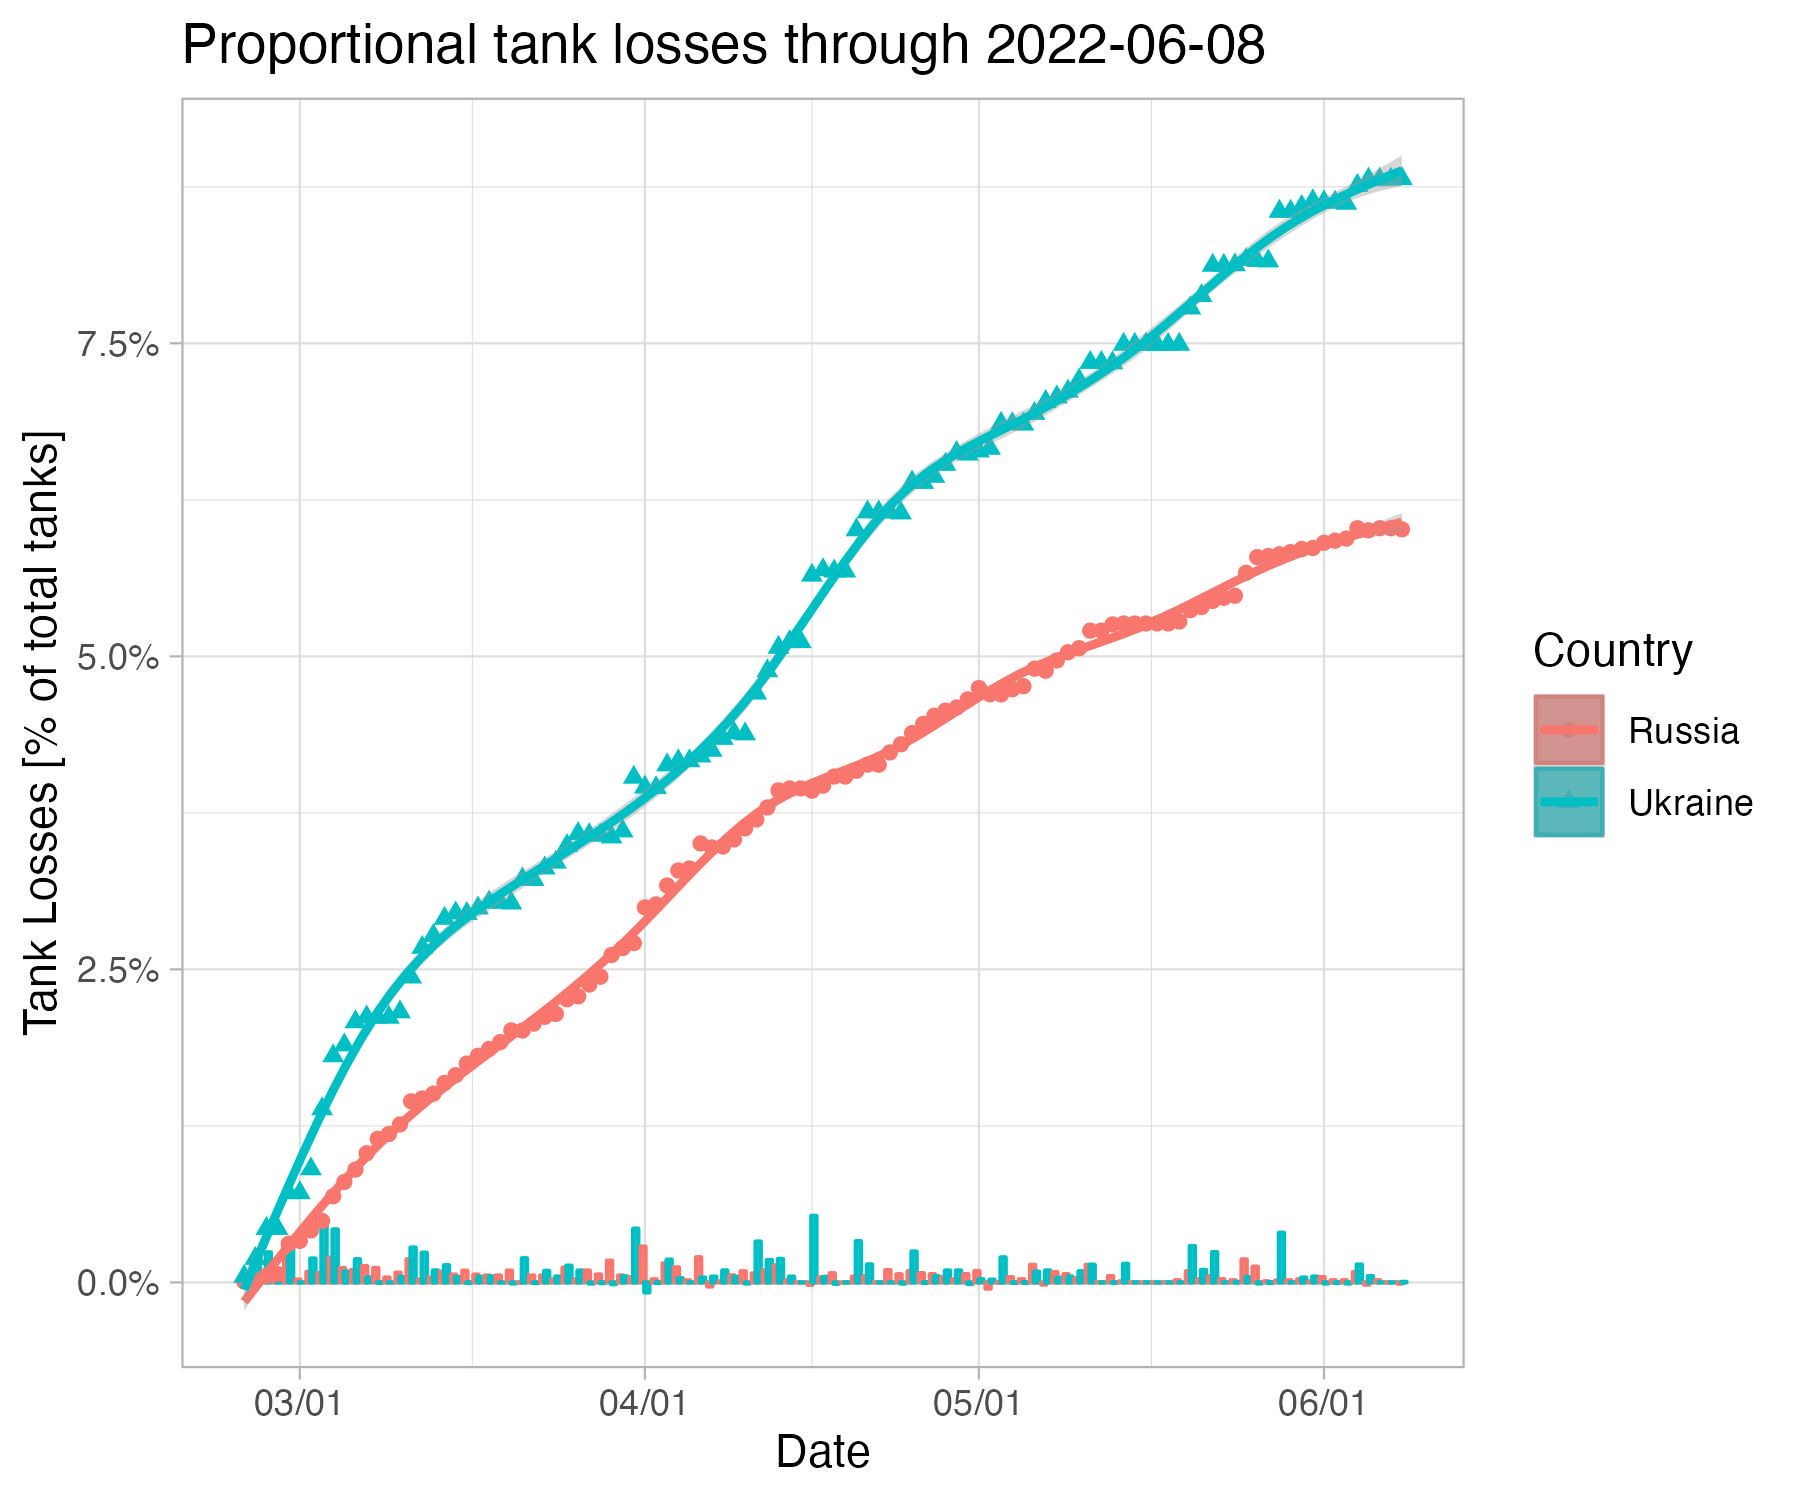 Proportional tank losses through 2022-06-08
Tank Losses [% of total tanks]
7.5%
5.0%
2.5%
0.0%
03/01
04/01
05/01
06/01
Date
Country
Russia
Ukraine